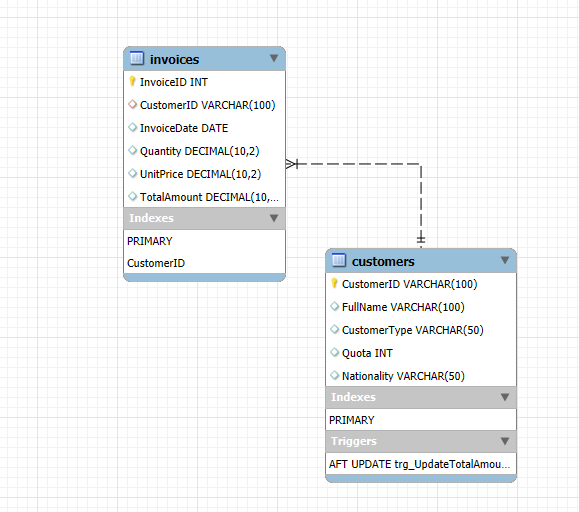 invoices
InvoiceID INT
CustomerID VARCHAR(100)
InvoiceDate DATE
Quantity DECIMAL(10,2)
UnitPrice DECIMAL(10,2)
TotalAmount DECIMAL(10,...
Indexes
PRIMARY
CustomerID
customers
CustomerID VARCHAR(100)
FullName VARCHAR(100)
CustomerType VARCHAR(50)
Quota INT
Nationality VARCHAR(50)
Indexes
PRIMARY
Triggers
AFT UPDATE trg_UpdateTotalAmou...